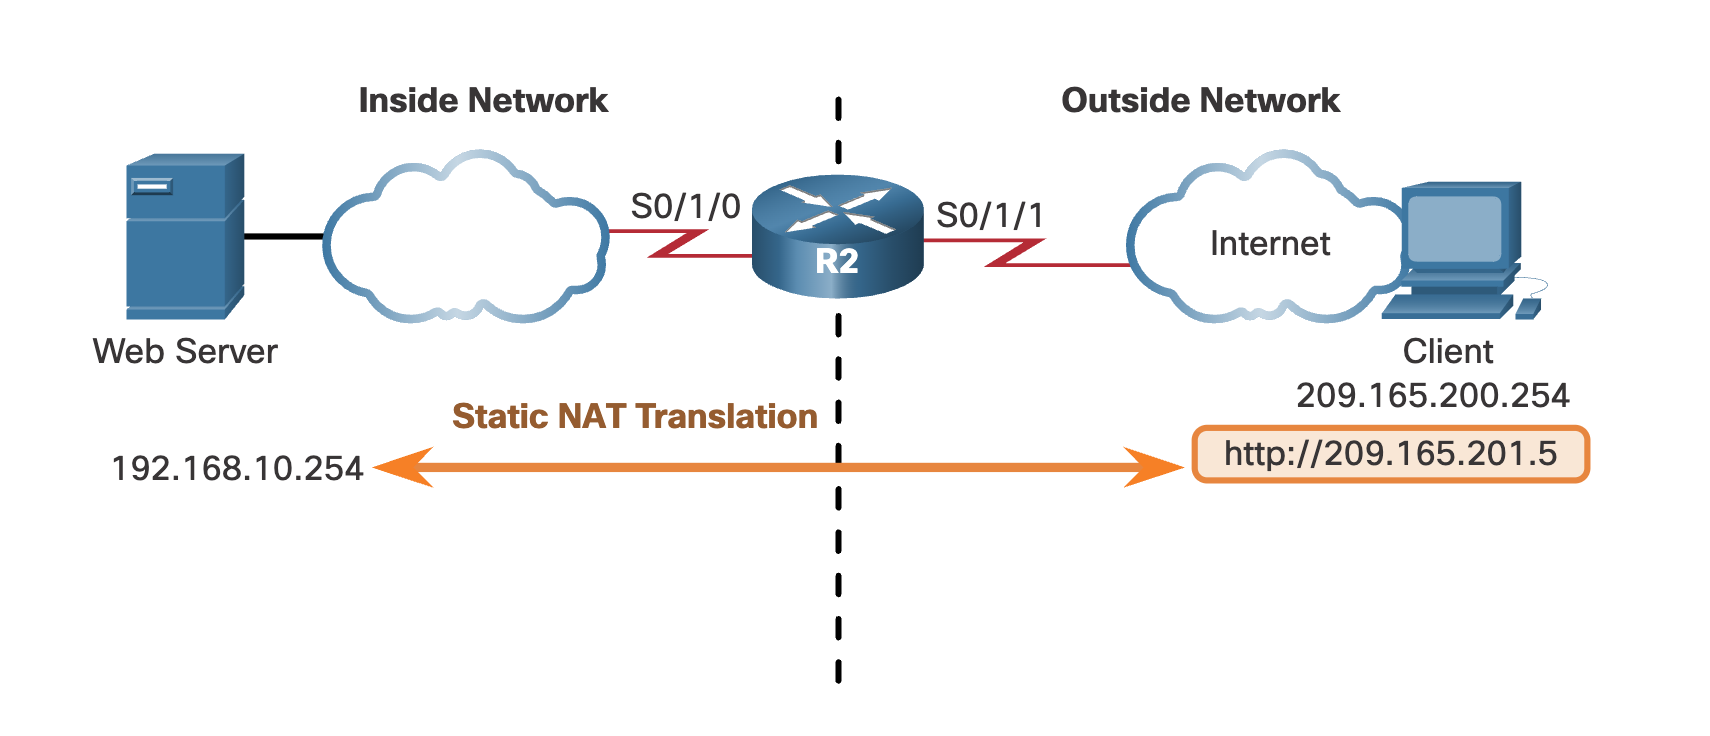 Inside Network
Outside Network
S0/1/0
S0/1/1
R2
Internet
Web Server
Client
209.165.200.254
Static NAT Translation
192.168.10.254
http://209.165.201.5